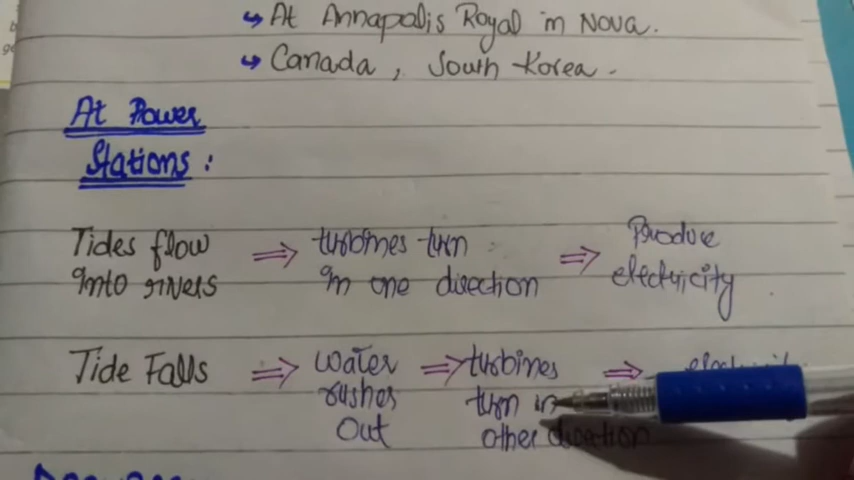 → At Annapolis Royal in Nova.
→ Canada, South Korea.
At Power
Stations:
Tides flow ⇒ turbines turn ⇒ Produce
into rivers in one direction electricity.
Tide Falls ⇒ Water ⇒ turbines ⇒
rushes turn in
Out other direction